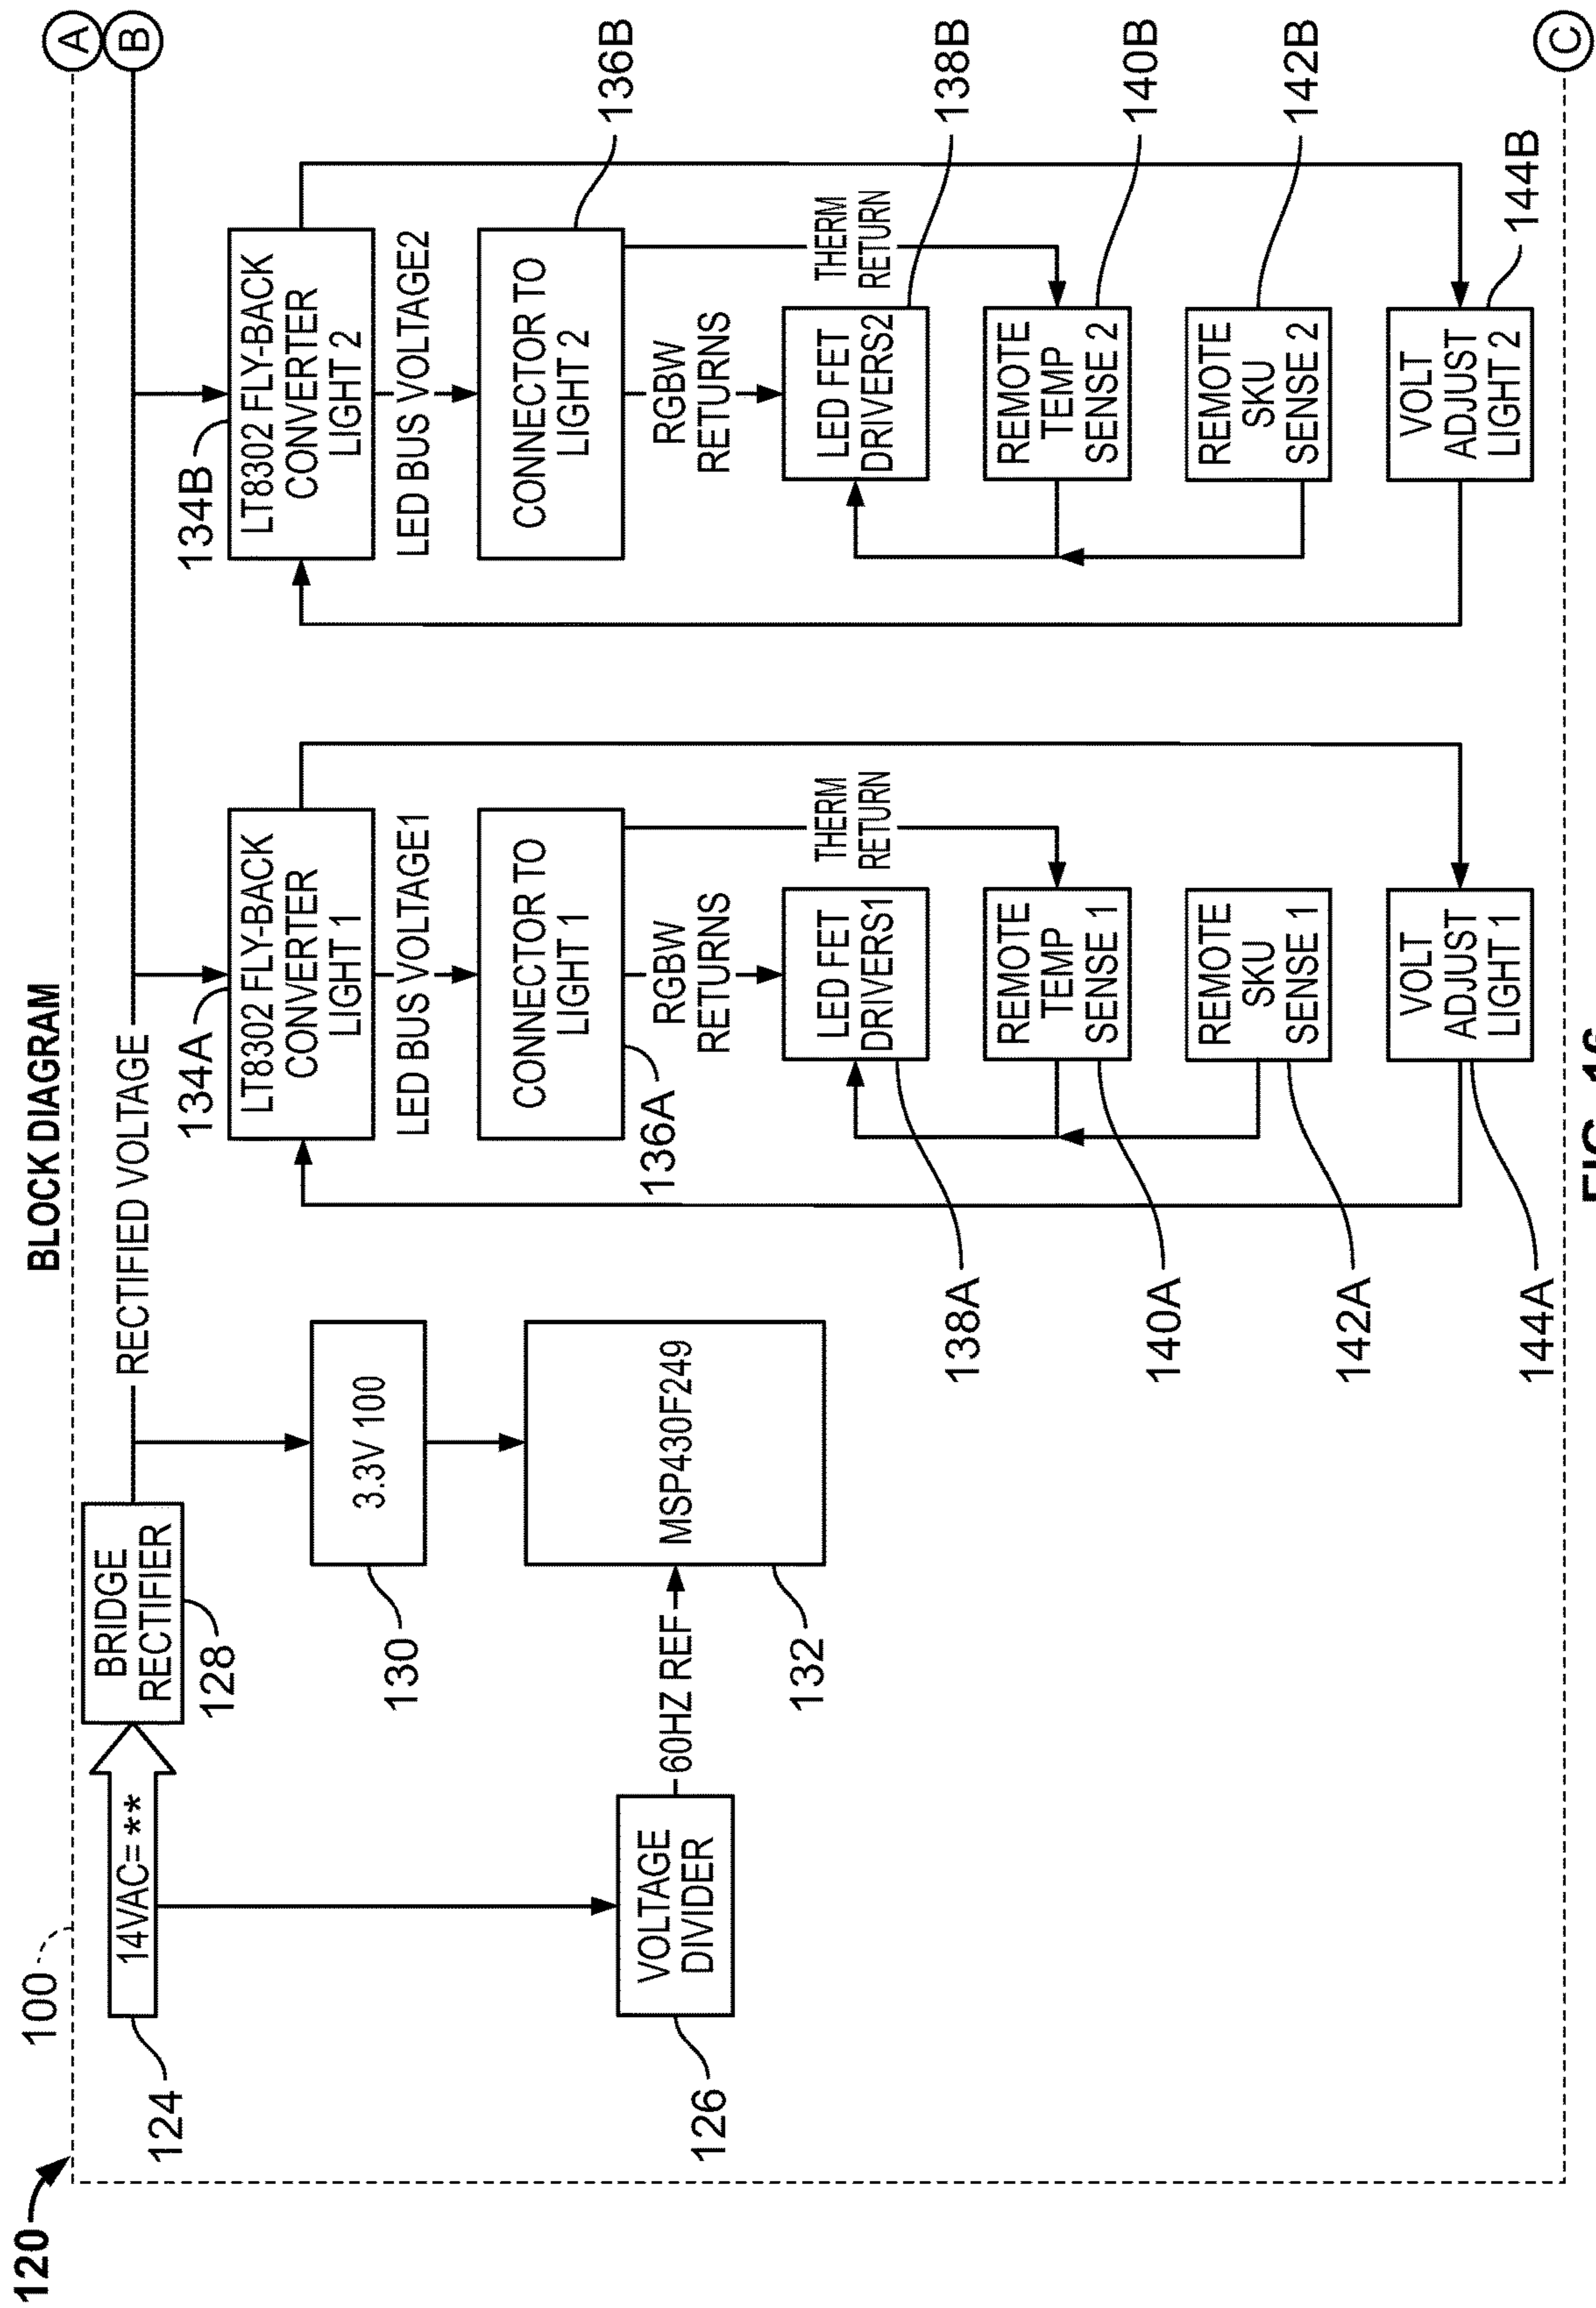 BLOCK DIAGRAM
120
100
A
B
C
124
14VAC=**
BRIDGE
RECTIFIER
128
RECTIFIED VOLTAGE
126
VOLTAGE
DIVIDER
60HZ REF
130
3.3V 100
132
MSP430F249
134A
LT8302 FLY-BACK
CONVERTER
LIGHT 1
LED BUS VOLTAGE1
CONNECTOR TO
LIGHT 1
136A
RGBW
RETURNS
THERM
RETURN
LED FET
DRIVERS1
138A
REMOTE
TEMP
SENSE 1
140A
REMOTE
SKU
SENSE 1
142A
VOLT
ADJUST
LIGHT 1
144A
134B
LT8302 FLY-BACK
CONVERTER
LIGHT 2
LED BUS VOLTAGE2
CONNECTOR TO
LIGHT 2
136B
RGBW
RETURNS
THERM
RETURN
LED FET
DRIVERS2
138B
REMOTE
TEMP
SENSE 2
140B
REMOTE
SKU
SENSE 2
142B
VOLT
ADJUST
LIGHT 2
144B
FIG. 16